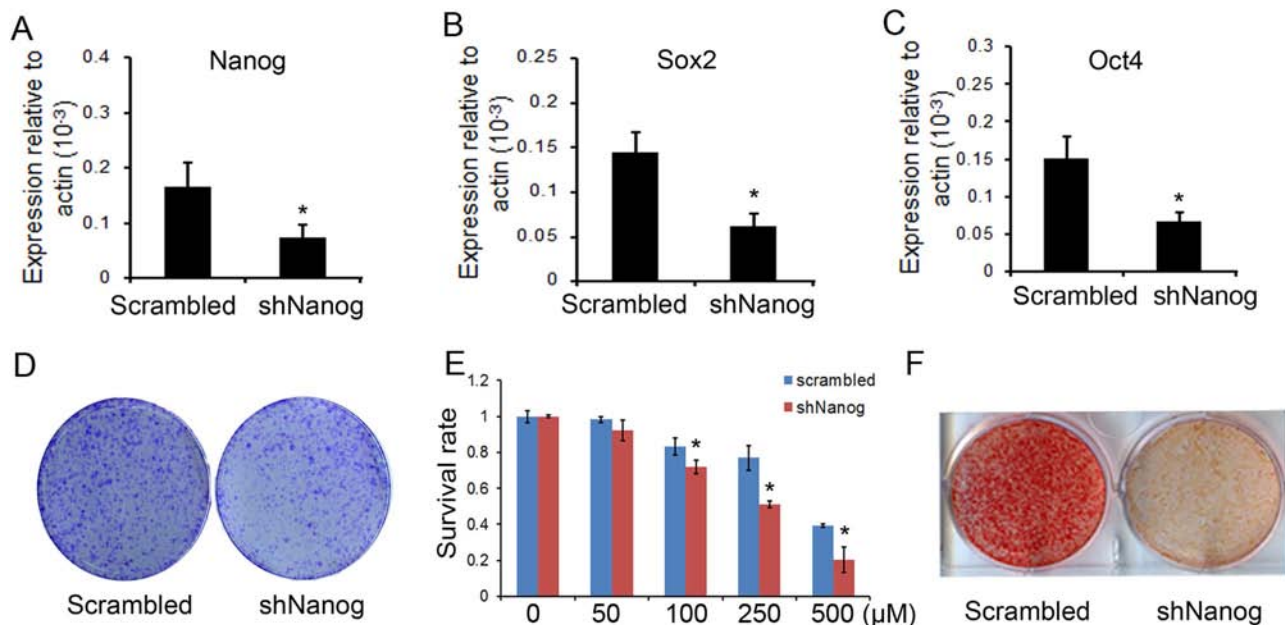 A
Nanog
Expression relative to
actin (10-3)
0.4
0.3
0.2
0.1
0
*
Scrambled shNanog
B
Sox2
Expression relative to
actin (10-3)
0.25
0.2
0.15
0.1
0.05
0
*
Scrambled shNanog
C
Oct4
Expression relative to
actin (10-3)
0.3
0.25
0.2
0.15
0.1
0.05
0
*
Scrambled shNanog
D
Scrambled shNanog
E
Survival rate
1.2
1
0.8
0.6
0.4
0.2
0
scrambled
shNanog
*
*
*
0 50 100 250 500 (μM)
F
Scrambled shNanog